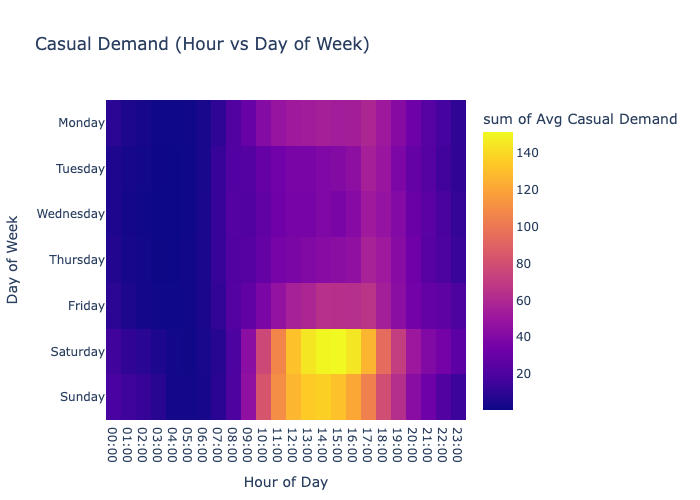 Casual Demand (Hour vs Day of Week)
sum of Avg Casual Demand
140
120
100
80
60
40
20
Day of Week
Monday
Tuesday
Wednesday
Thursday
Friday
Saturday
Sunday
00:00
01:00
02:00
03:00
04:00
05:00
06:00
07:00
08:00
09:00
10:00
11:00
12:00
13:00
14:00
15:00
16:00
17:00
18:00
19:00
20:00
21:00
22:00
23:00
Hour of Day